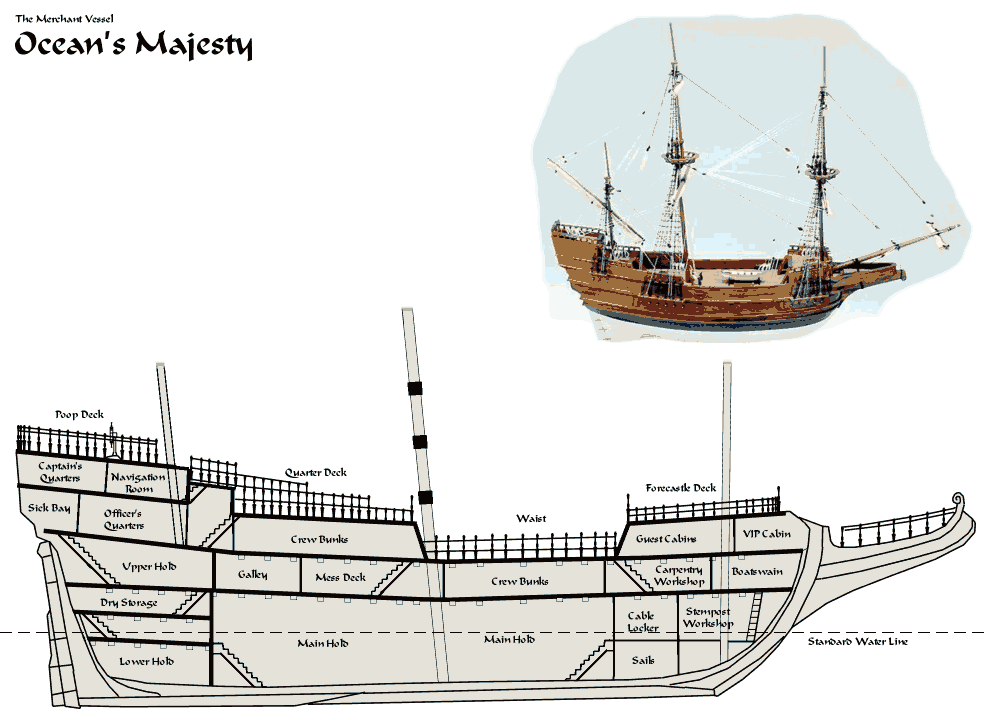 The Merchant Vessel
Ocean's Majesty
Poop Deck
Captain's
Quarters
Navigation
Room
Quarter Deck
Forecastle Deck
Sick Bay
Officer's
Quarters
Waist
Crew Bunks
Guest Cabins
VIP Cabin
Upper Hold
Galley
Mess Deck
Crew Bunks
Carpentry
Workshop
Boatswain
Dry Storage
Cable
Locker
Stempost
Workshop
Main Hold
Main Hold
Standard Water Line
Lower Hold
Sails